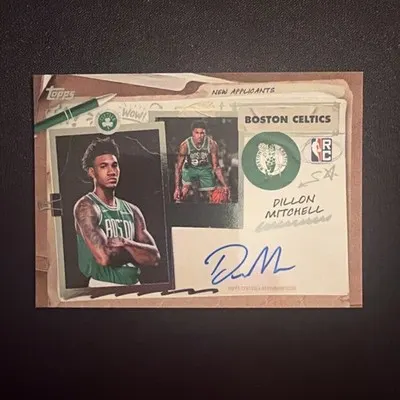 Topps
NEW APPLICANTS
WOW!
BOSTON CELTICS
RC
DILLON
MITCHELL
BOSTON